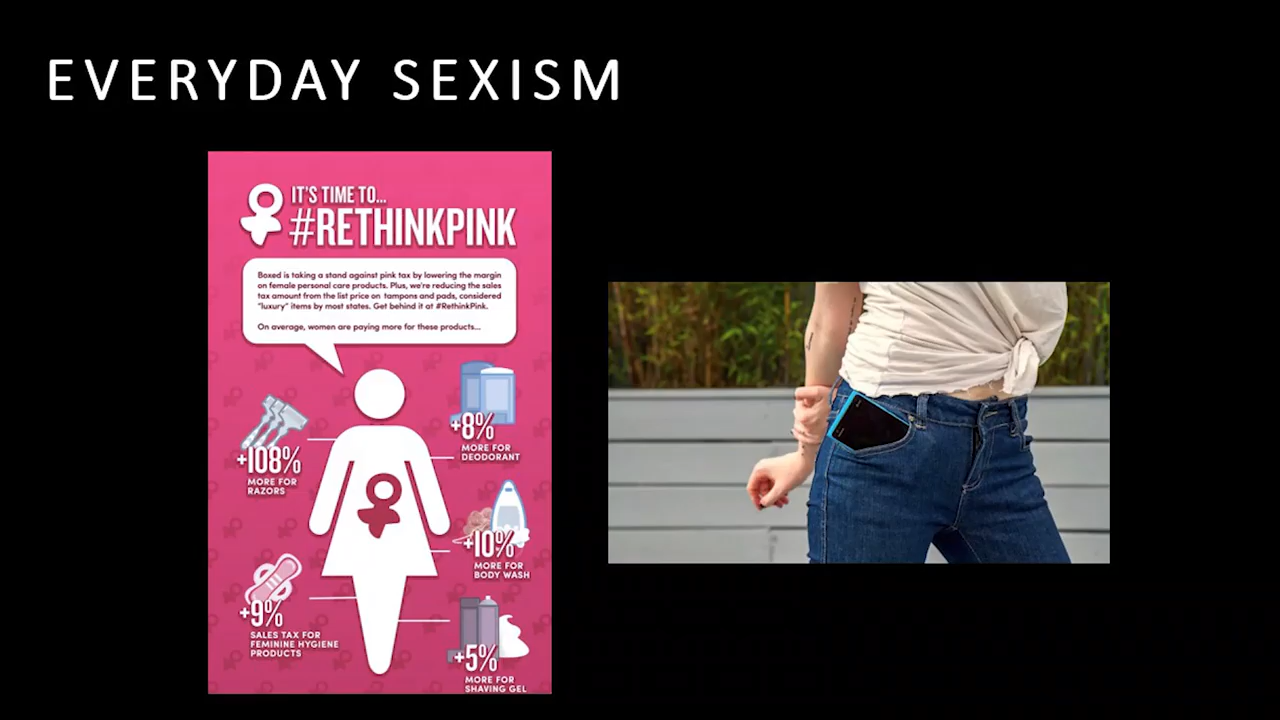 EVERYDAY SEXISM
IT'S TIME TO...
#RETHINKPINK
Boxed is taking a stand against pink tax by lowering the margin
on female personal care products. Plus, we're reducing the sales
tax amount from the list price on tampons and pads, considered
"luxury" items by most states. Get behind it at #RethinkPink.
On average, women are paying more for these products...
+108%
MORE FOR
RAZORS
+8%
MORE FOR
DEODORANT
+10%
MORE FOR
BODY WASH
+9%
SALES TAX FOR
FEMININE HYGIENE
PRODUCTS
+5%
MORE FOR
SHAVING GEL